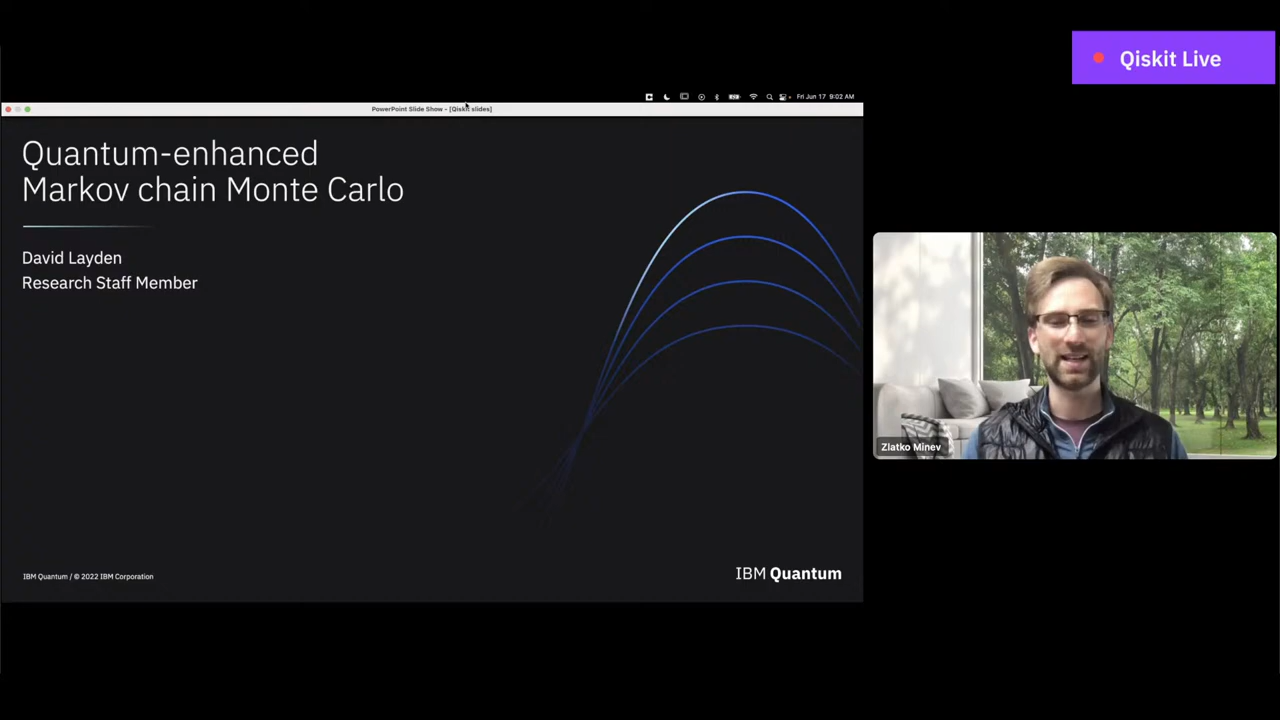 Qiskit Live
Fri Jun 17 9:02 AM
PowerPoint Slide Show - [Qiskit slides]
Quantum-enhanced
Markov chain Monte Carlo
David Layden
Research Staff Member
Zlatko Minev
IBM Quantum / © 2022 IBM Corporation
IBM Quantum